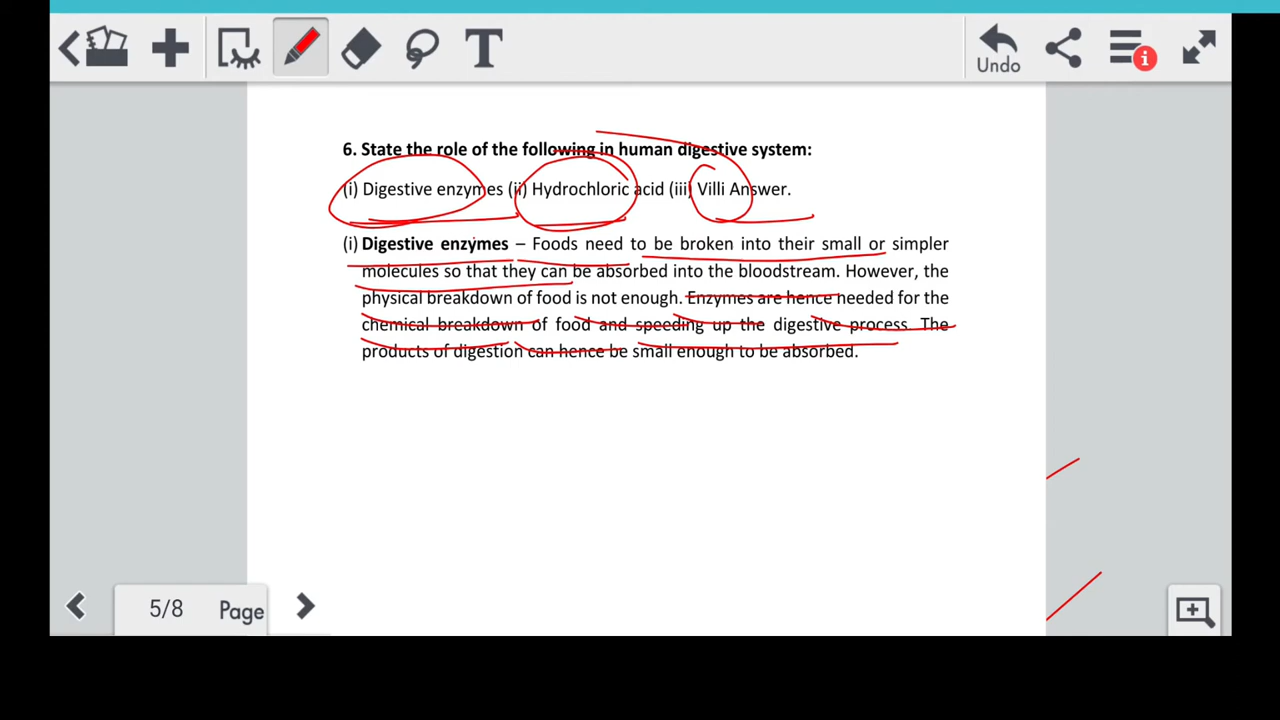 Undo
6. State the role of the following in human digestive system:
(i) Digestive enzymes (ii) Hydrochloric acid (iii) Villi Answer.
(i) Digestive enzymes – Foods need to be broken into their small or simpler
molecules so that they can be absorbed into the bloodstream. However, the
physical breakdown of food is not enough. Enzymes are hence needed for the
chemical breakdown of food and speeding up the digestive process. The
products of digestion can hence be small enough to be absorbed.
5/8 Page